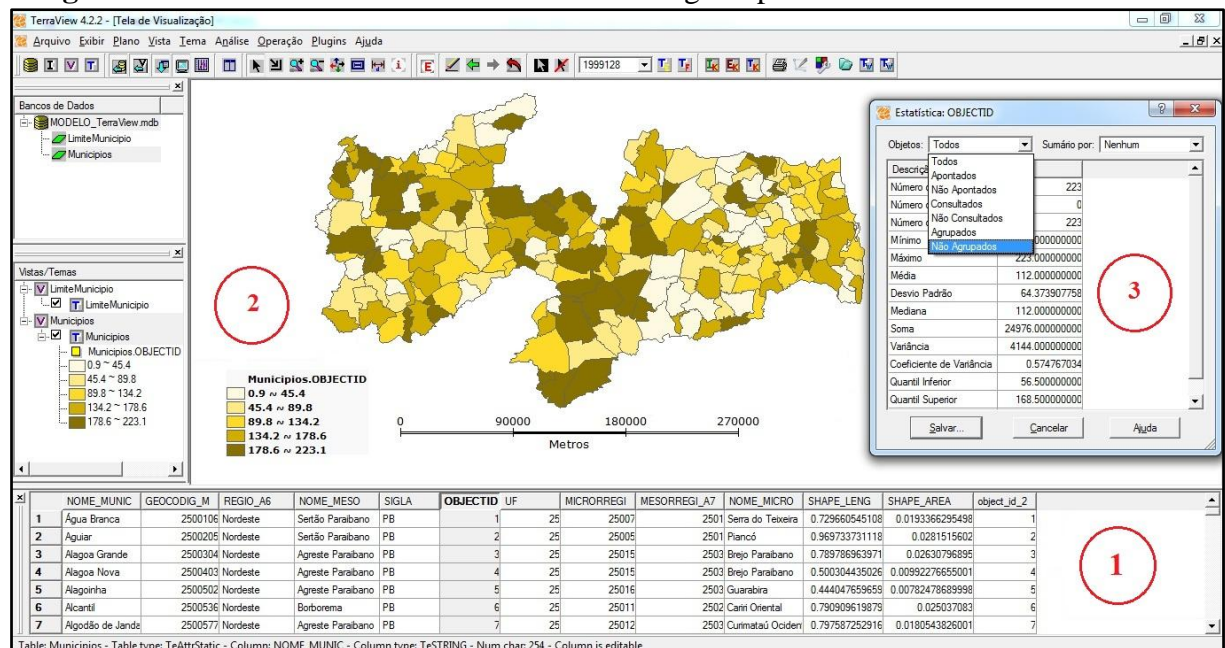 TerraView 4.2.2 - [Tela de Visualização]
Arquivo Exibir Plano Vista Tema Análise Operação Plugins Ajuda
1999128
Bancos de Dados
MODELO_TerraView.mdb
LimiteMunicipio
Municipios
Vistas/Temas
LimiteMunicipio
LimiteMunicipio
Municipios
Municipios
Municipios.OBJECTID
0.9 ~ 45.4
45.4 ~ 89.8
89.8 ~ 134.2
134.2 ~ 178.6
178.6 ~ 223.1
2
Municipios.OBJECTID
0.9 ~ 45.4
45.4 ~ 89.8
89.8 ~ 134.2
134.2 ~ 178.6
178.6 ~ 223.1
0 90000 180000 270000
Metros
Estatística: OBJECTID
Objetos: Todos Sumário por: Nenhum
Todos
Apontados
Não Apontados
Consultados
Não Consultados
Agrupados
Não Agrupados
223
0
223
Mínimo
Máximo 223.000000000
Média 112.000000000
Desvio Padrão 64.373907758
Mediana 112.000000000
Soma 24976.000000000
Variância 4144.000000000
Coeficiente de Variância 0.574767034
Quantil Inferior 56.500000000
Quantil Superior 168.500000000
Salvar... Cancelar Ajuda
3
NOME_MUNIC GEOCODIG_M REGIO_A6 NOME_MESO SIGLA OBJECTID UF MICRORREGI MESORREGI_A7 NOME_MICRO SHAPE_LENG SHAPE_AREA object_id_2
1 Água Branca 2500106 Nordeste Sertão Paraibano PB 1 25 25007 2501 Serra do Teixeira 0.729660545108 0.0193366295498 1
2 Aguiar 2500205 Nordeste Sertão Paraibano PB 2 25 25005 2501 Piancó 0.969733731118 0.0281515602 2
3 Alagoa Grande 2500304 Nordeste Agreste Paraibano PB 3 25 25015 2503 Brejo Paraibano 0.789786963971 0.02630796895 3
4 Alagoa Nova 2500403 Nordeste Agreste Paraibano PB 4 25 25015 2503 Brejo Paraibano 0.500304435026 0.00992276655001 4
5 Alagoinha 2500502 Nordeste Agreste Paraibano PB 5 25 25016 2503 Guarabira 0.444047659659 0.00782478689998 5
6 Alcantil 2500536 Nordeste Borborema PB 6 25 25011 2502 Cariri Oriental 0.790909619879 0.025037083 6
7 Algodão de Janda 2500577 Nordeste Agreste Paraibano PB 7 25 25012 2503 Curimataú Ociden 0.797587252916 0.0180543826001 7
1
Table: Municipios - Table type: TeAttrStatic - Column: NOME_MUNIC - Column type: TeSTRING - Num char: 254 - Column is editable